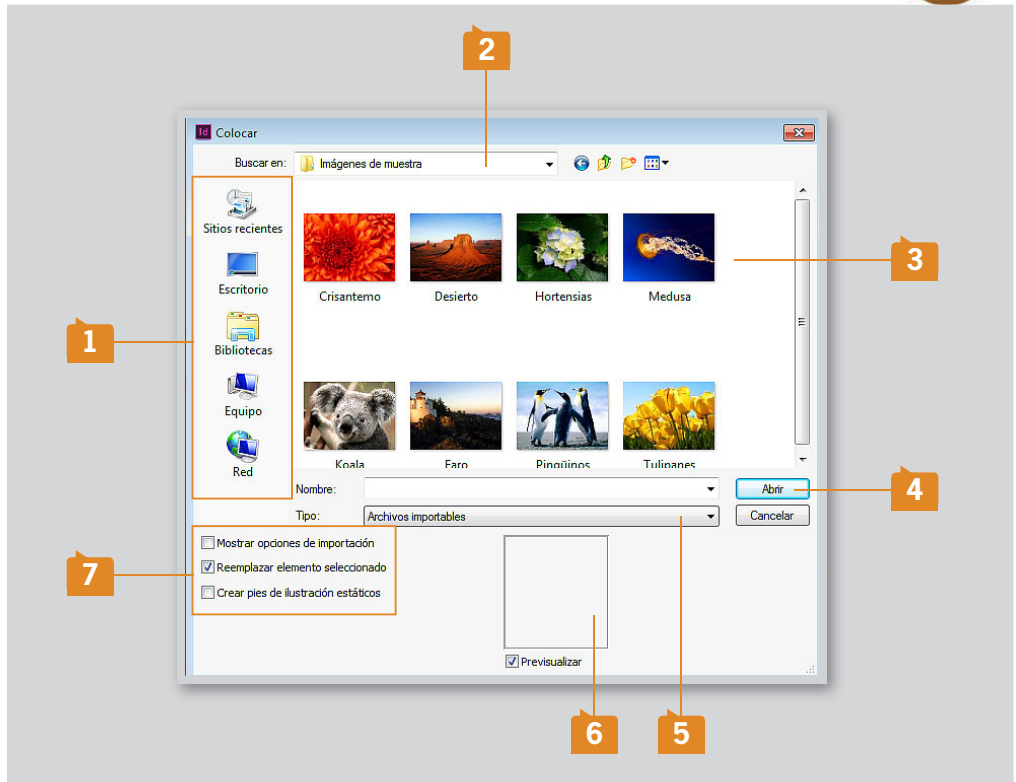 2
Id Colocar
Buscar en: Imágenes de muestra
Sitios recientes
Escritorio
Bibliotecas
Equipo
Red
1
Crisantemo Desierto Hortensias Medusa
3
Koala Faro Pingüinos Tulipanes
Nombre: Abrir
4
Tipo: Archivos importables Cancelar
Mostrar opciones de importación
Reemplazar elemento seleccionado
Crear pies de ilustración estáticos
7
Previsualizar
6
5